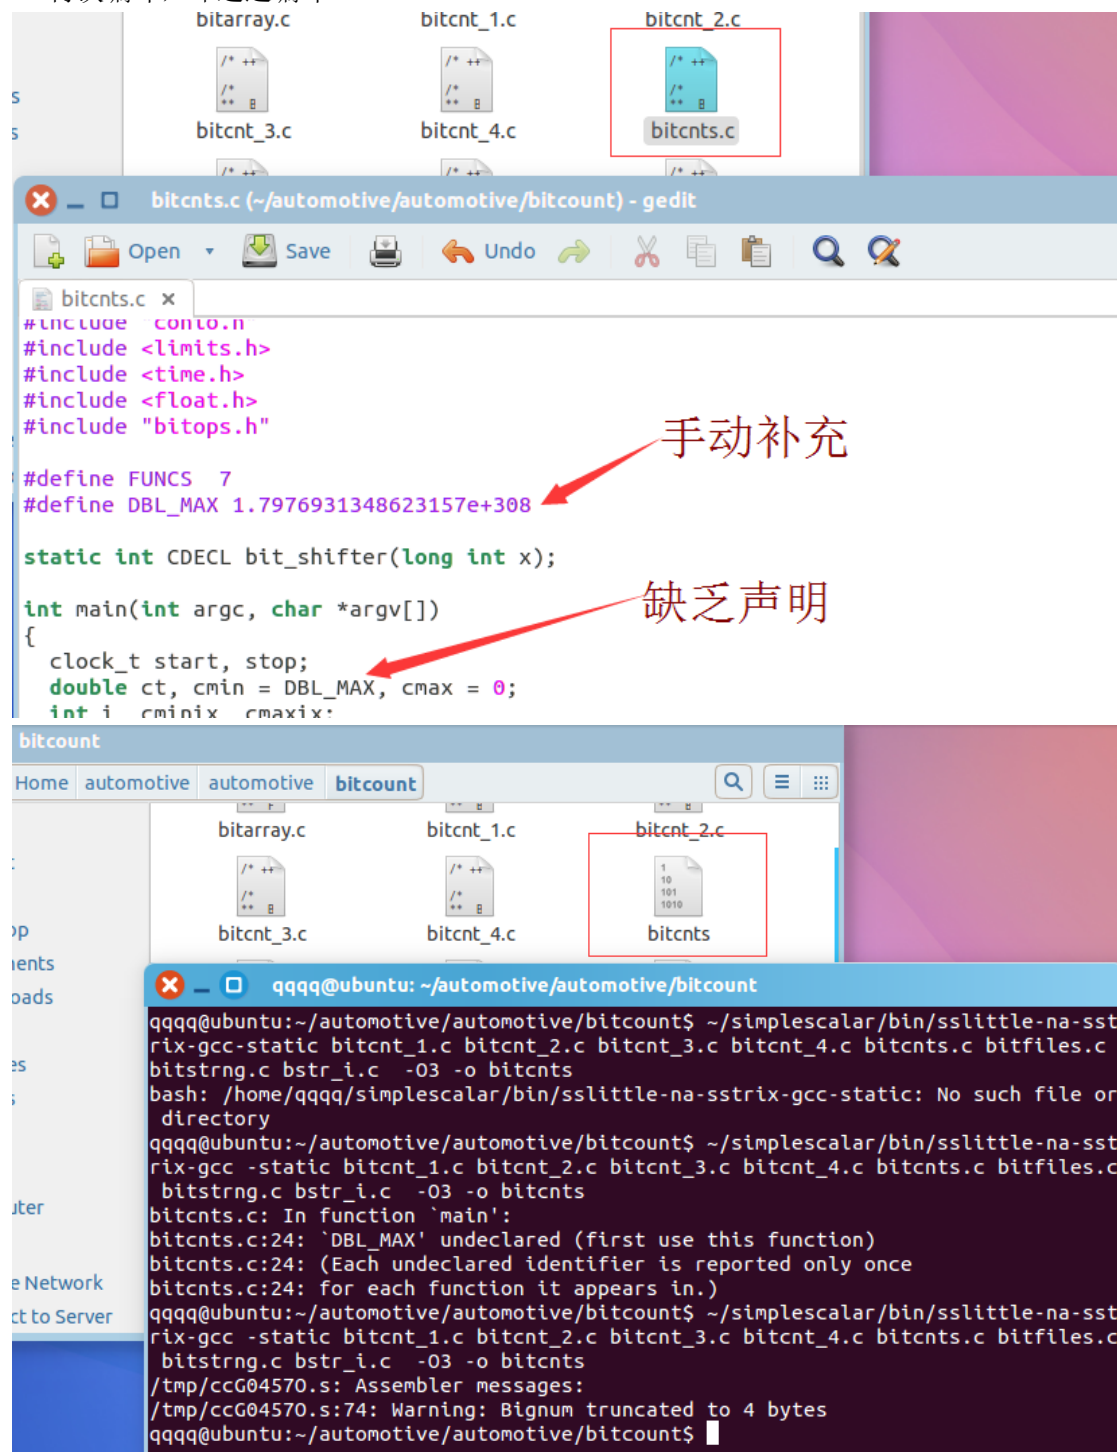 bitarray.c bitcnt_1.c bitcnt_2.c
bitcnt_3.c bitcnt_4.c bitcnts.c
bitcnts.c (~/automotive/automotive/bitcount) - gedit
Open Save Undo
bitcnts.c
#include "conio.h"
#include <limits.h>
#include <time.h>
#include <float.h>
#include "bitops.h"
手动补充
#define FUNCS  7
#define DBL_MAX 1.7976931348623157e+308
static int CDECL bit_shifter(long int x);
缺乏声明
int main(int argc, char *argv[])
{
clock_t start, stop;
double ct, cmin = DBL_MAX, cmax = 0;
int i, cminix, cmaxix;
bitcount
Home automotive automotive bitcount
bitarray.c bitcnt_1.c bitcnt_2.c
bitcnt_3.c bitcnt_4.c bitcnts
qqqq@ubuntu: ~/automotive/automotive/bitcount
qqqq@ubuntu:~/automotive/automotive/bitcount$ ~/simplescalar/bin/sslittle-na-sst
rix-gcc-static bitcnt_1.c bitcnt_2.c bitcnt_3.c bitcnt_4.c bitcnts.c bitfiles.c
bitstrng.c bstr_i.c  -O3 -o bitcnts
bash: /home/qqqq/simplescalar/bin/sslittle-na-sstrix-gcc-static: No such file or
directory
qqqq@ubuntu:~/automotive/automotive/bitcount$ ~/simplescalar/bin/sslittle-na-sst
rix-gcc -static bitcnt_1.c bitcnt_2.c bitcnt_3.c bitcnt_4.c bitcnts.c bitfiles.c
bitstrng.c bstr_i.c  -O3 -o bitcnts
bitcnts.c: In function `main':
bitcnts.c:24: `DBL_MAX' undeclared (first use this function)
bitcnts.c:24: (Each undeclared identifier is reported only once
bitcnts.c:24: for each function it appears in.)
qqqq@ubuntu:~/automotive/automotive/bitcount$ ~/simplescalar/bin/sslittle-na-sst
rix-gcc -static bitcnt_1.c bitcnt_2.c bitcnt_3.c bitcnt_4.c bitcnts.c bitfiles.c
bitstrng.c bstr_i.c  -O3 -o bitcnts
/tmp/ccG0457O.s: Assembler messages:
/tmp/ccG0457O.s:74: Warning: Bignum truncated to 4 bytes
qqqq@ubuntu:~/automotive/automotive/bitcount$
e Network
ct to Server